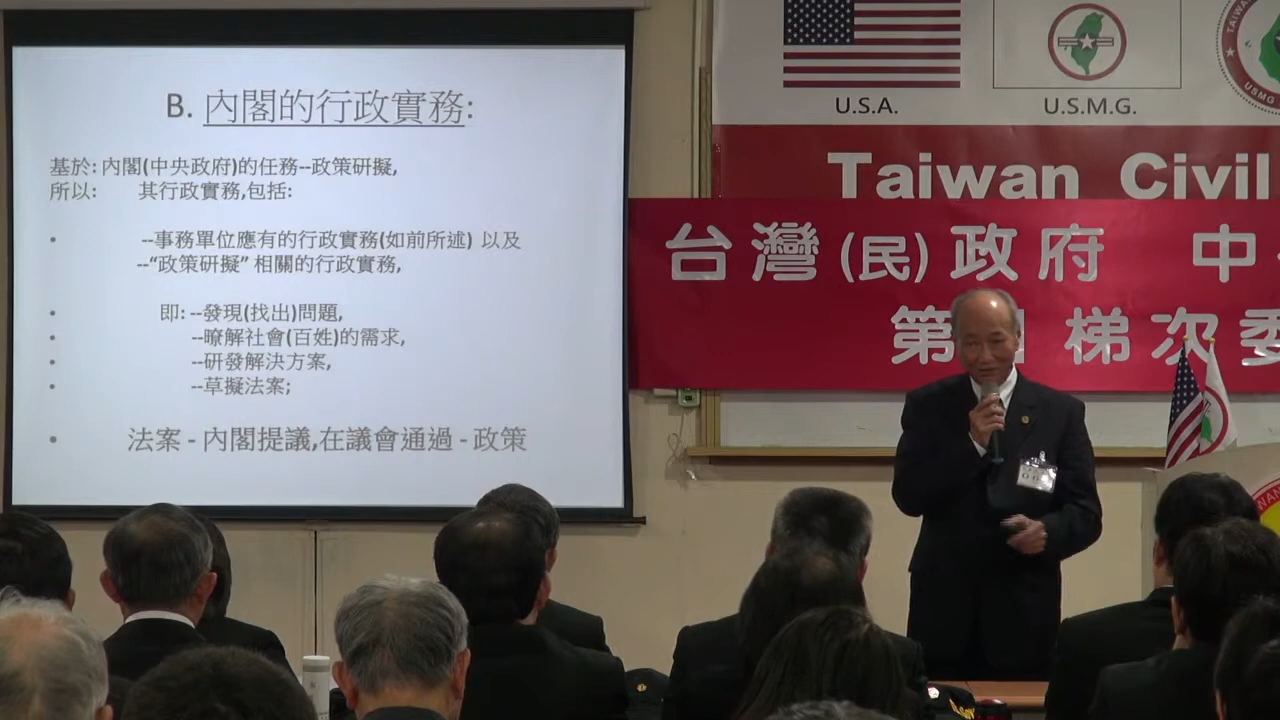 B. 內閣的行政實務:
基於: 內閣(中央政府)的任務--政策研擬,
所以: 其行政實務,包括:
• --事務單位應有的行政實務(如前所述) 以及
--“政策研擬” 相關的行政實務,
• 即: --發現(找出)問題,
• --暸解社會(百姓)的需求,
• --研發解決方案,
• --草擬法案;
• 法案 - 內閣提議,在議會通過 - 政策
U.S.A.
U.S.M.G.
Taiwan Civil
台灣(民)政府 中
第 梯次委